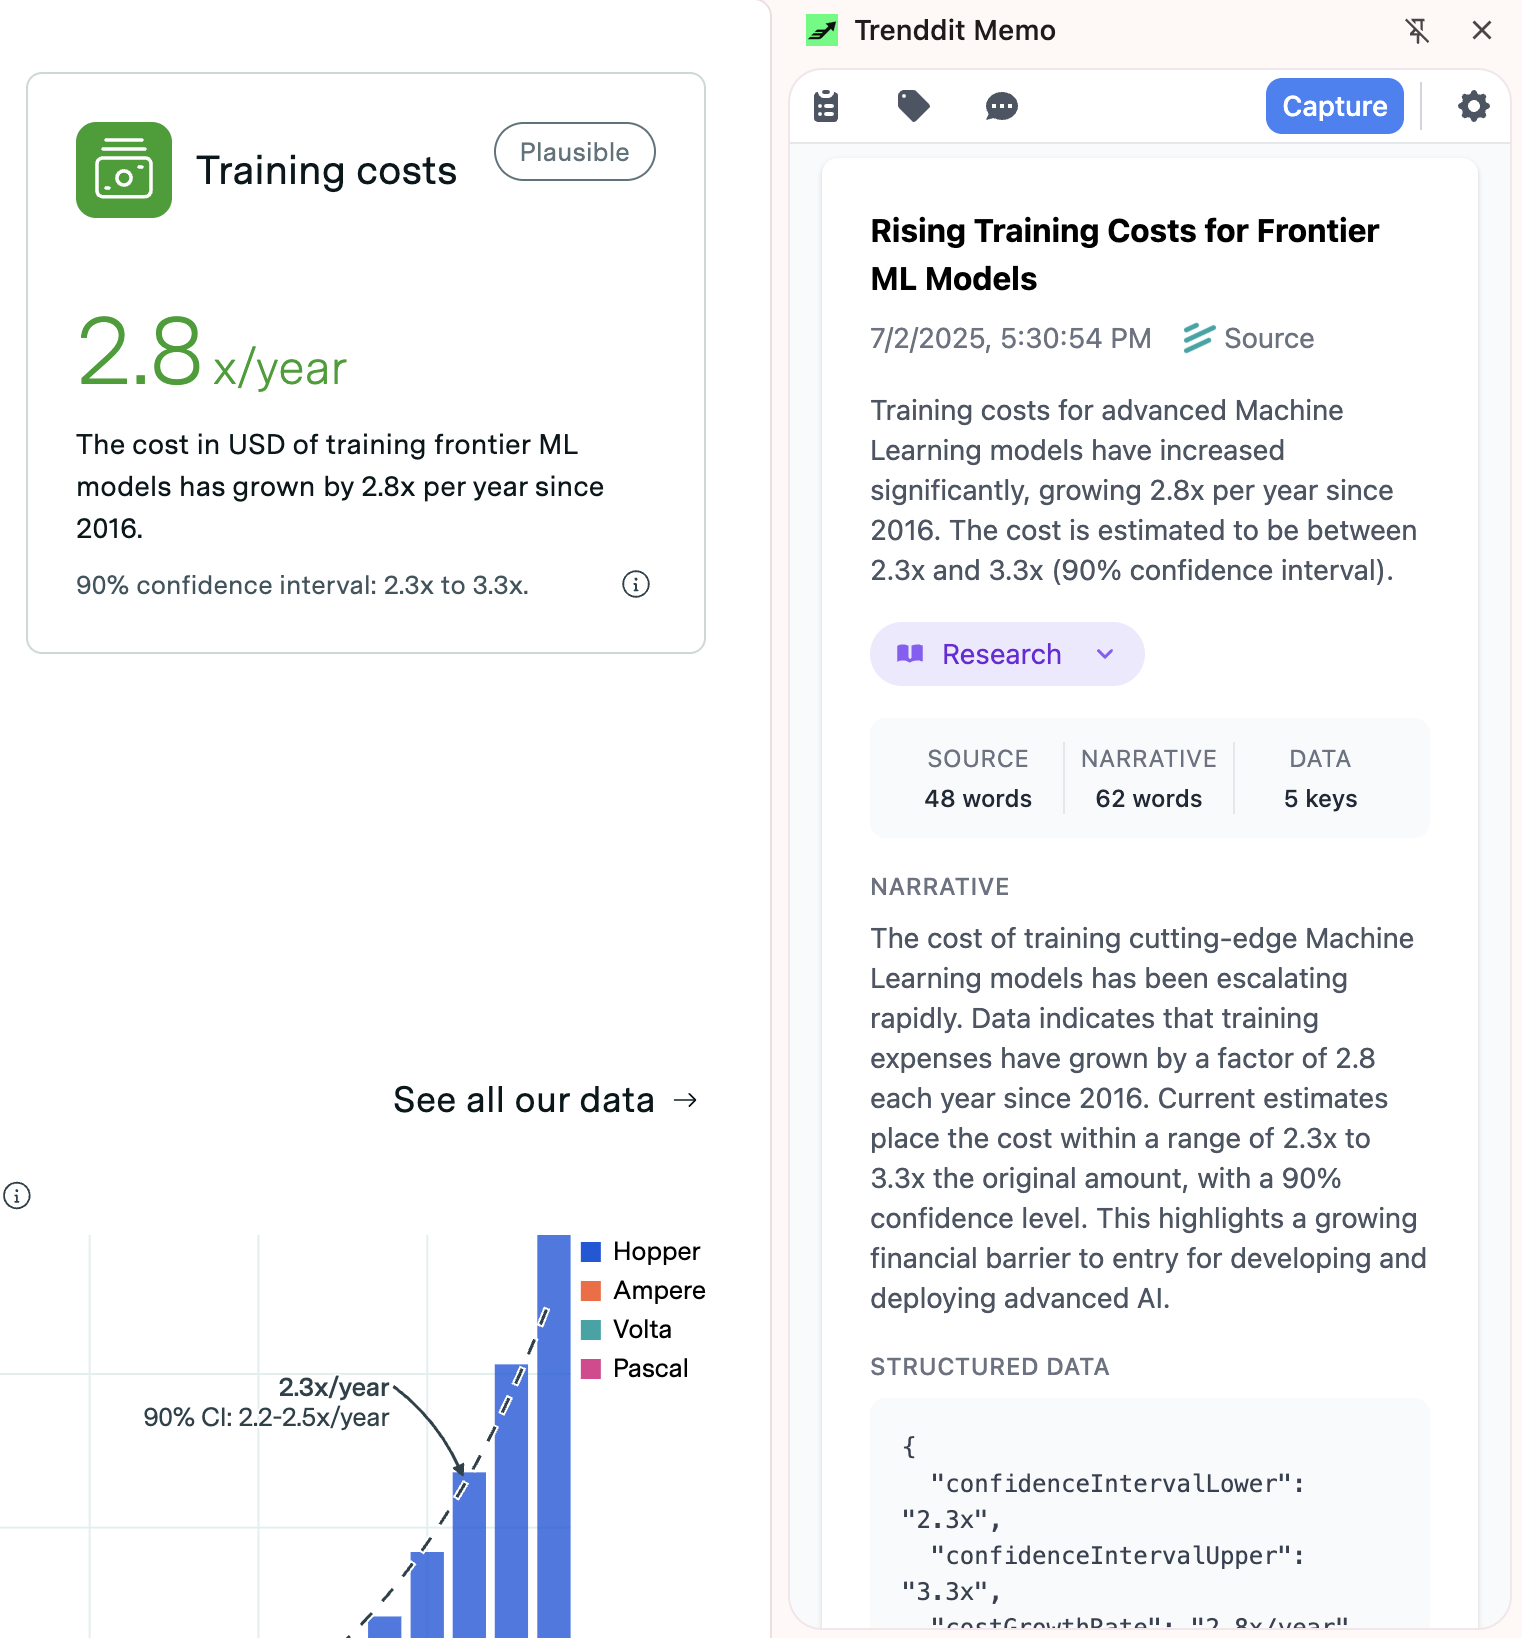 Training costs
Plausible
2.8 x/year
The cost in USD of training frontier ML
models has grown by 2.8x per year since
2016.
90% confidence interval: 2.3x to 3.3x.
See all our data →
2.3x/year
90% CI: 2.2-2.5x/year
Hopper
Ampere
Volta
Pascal
Trenddit Memo
Capture
Rising Training Costs for Frontier
ML Models
7/2/2025, 5:30:54 PM Source
Training costs for advanced Machine
Learning models have increased
significantly, growing 2.8x per year since
2016. The cost is estimated to be between
2.3x and 3.3x (90% confidence interval).
Research
SOURCE NARRATIVE DATA
48 words 62 words 5 keys
NARRATIVE
The cost of training cutting-edge Machine
Learning models has been escalating
rapidly. Data indicates that training
expenses have grown by a factor of 2.8
each year since 2016. Current estimates
place the cost within a range of 2.3x to
3.3x the original amount, with a 90%
confidence level. This highlights a growing
financial barrier to entry for developing and
deploying advanced AI.
STRUCTURED DATA
{
"confidenceIntervalLower":
"2.3x",
"confidenceIntervalUpper":
"3.3x",
"costGrowthRate": "2.8x/year"